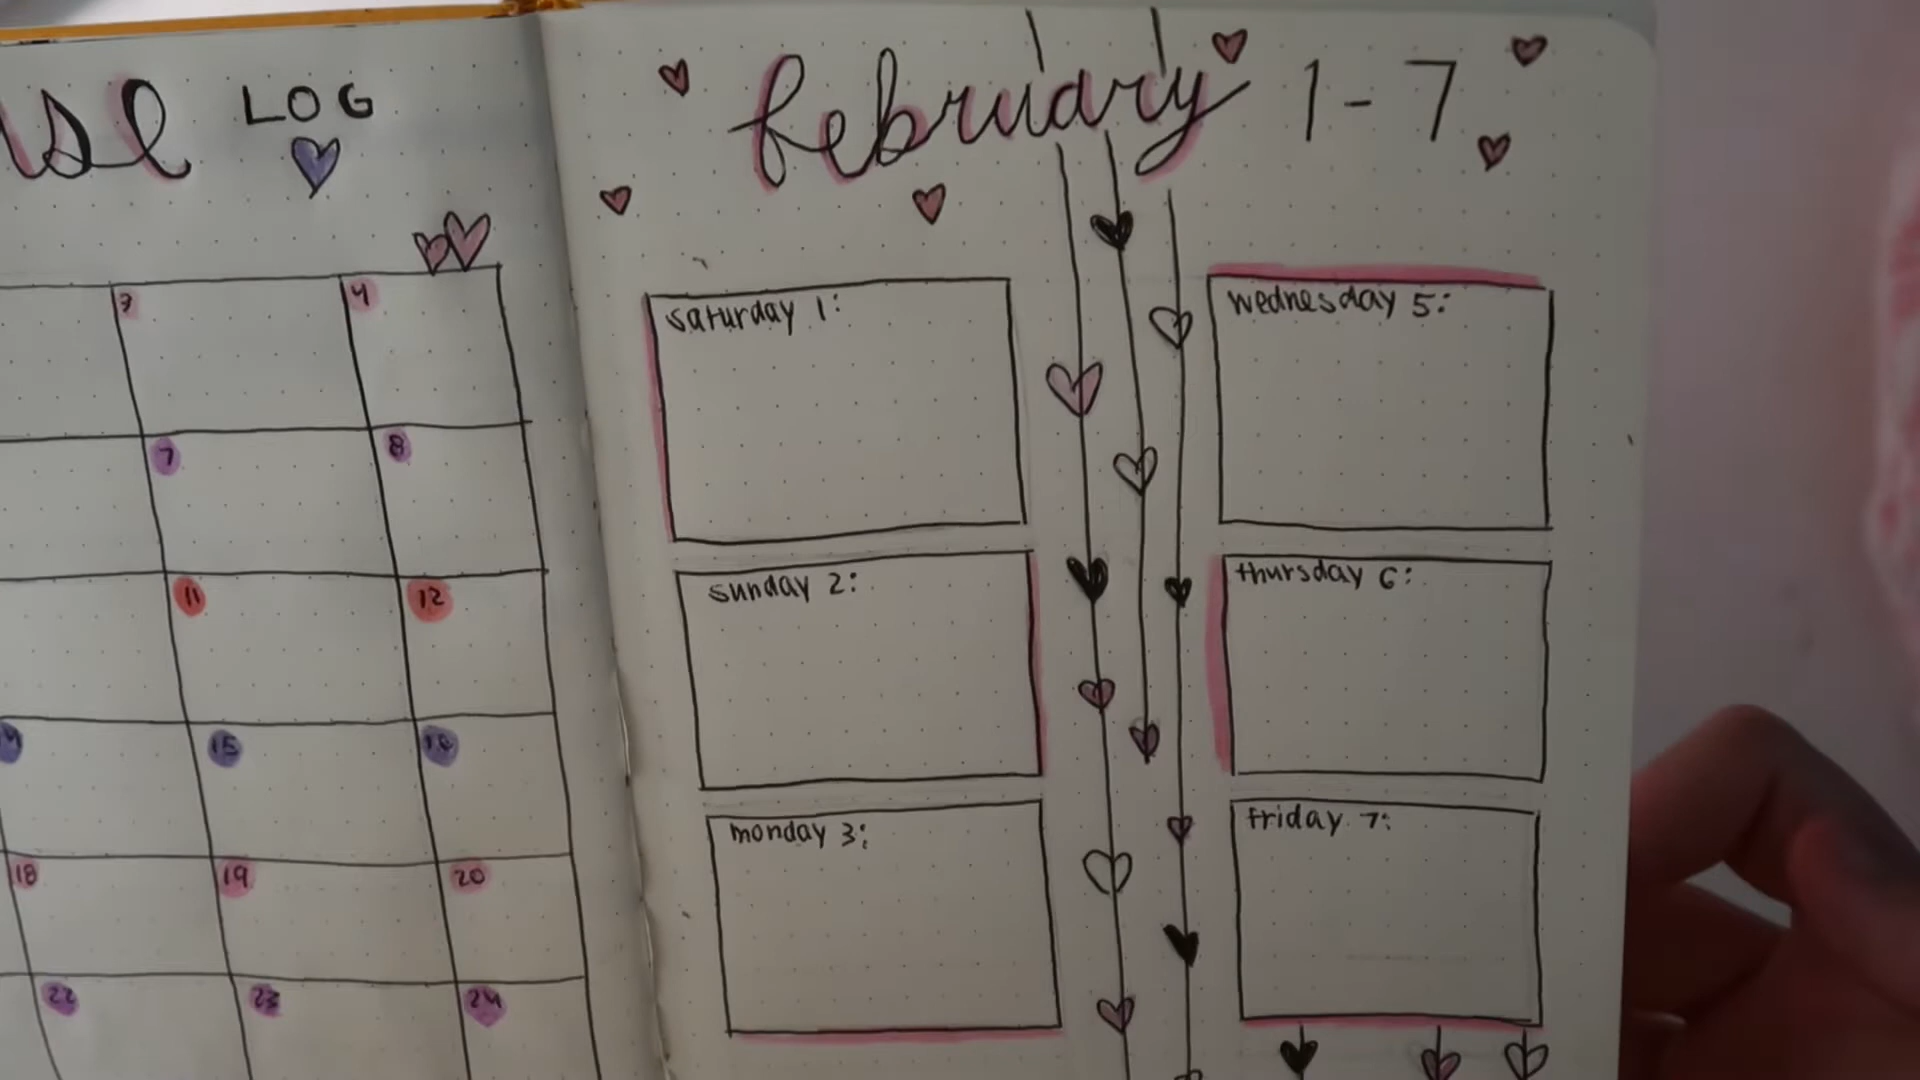 LOG
3 4
7 8
11 12
15 16
18 19 20
22 23 24
february 1-7
saturday 1:
sunday 2:
monday 3:
wednesday 5:
thursday 6:
friday 7: